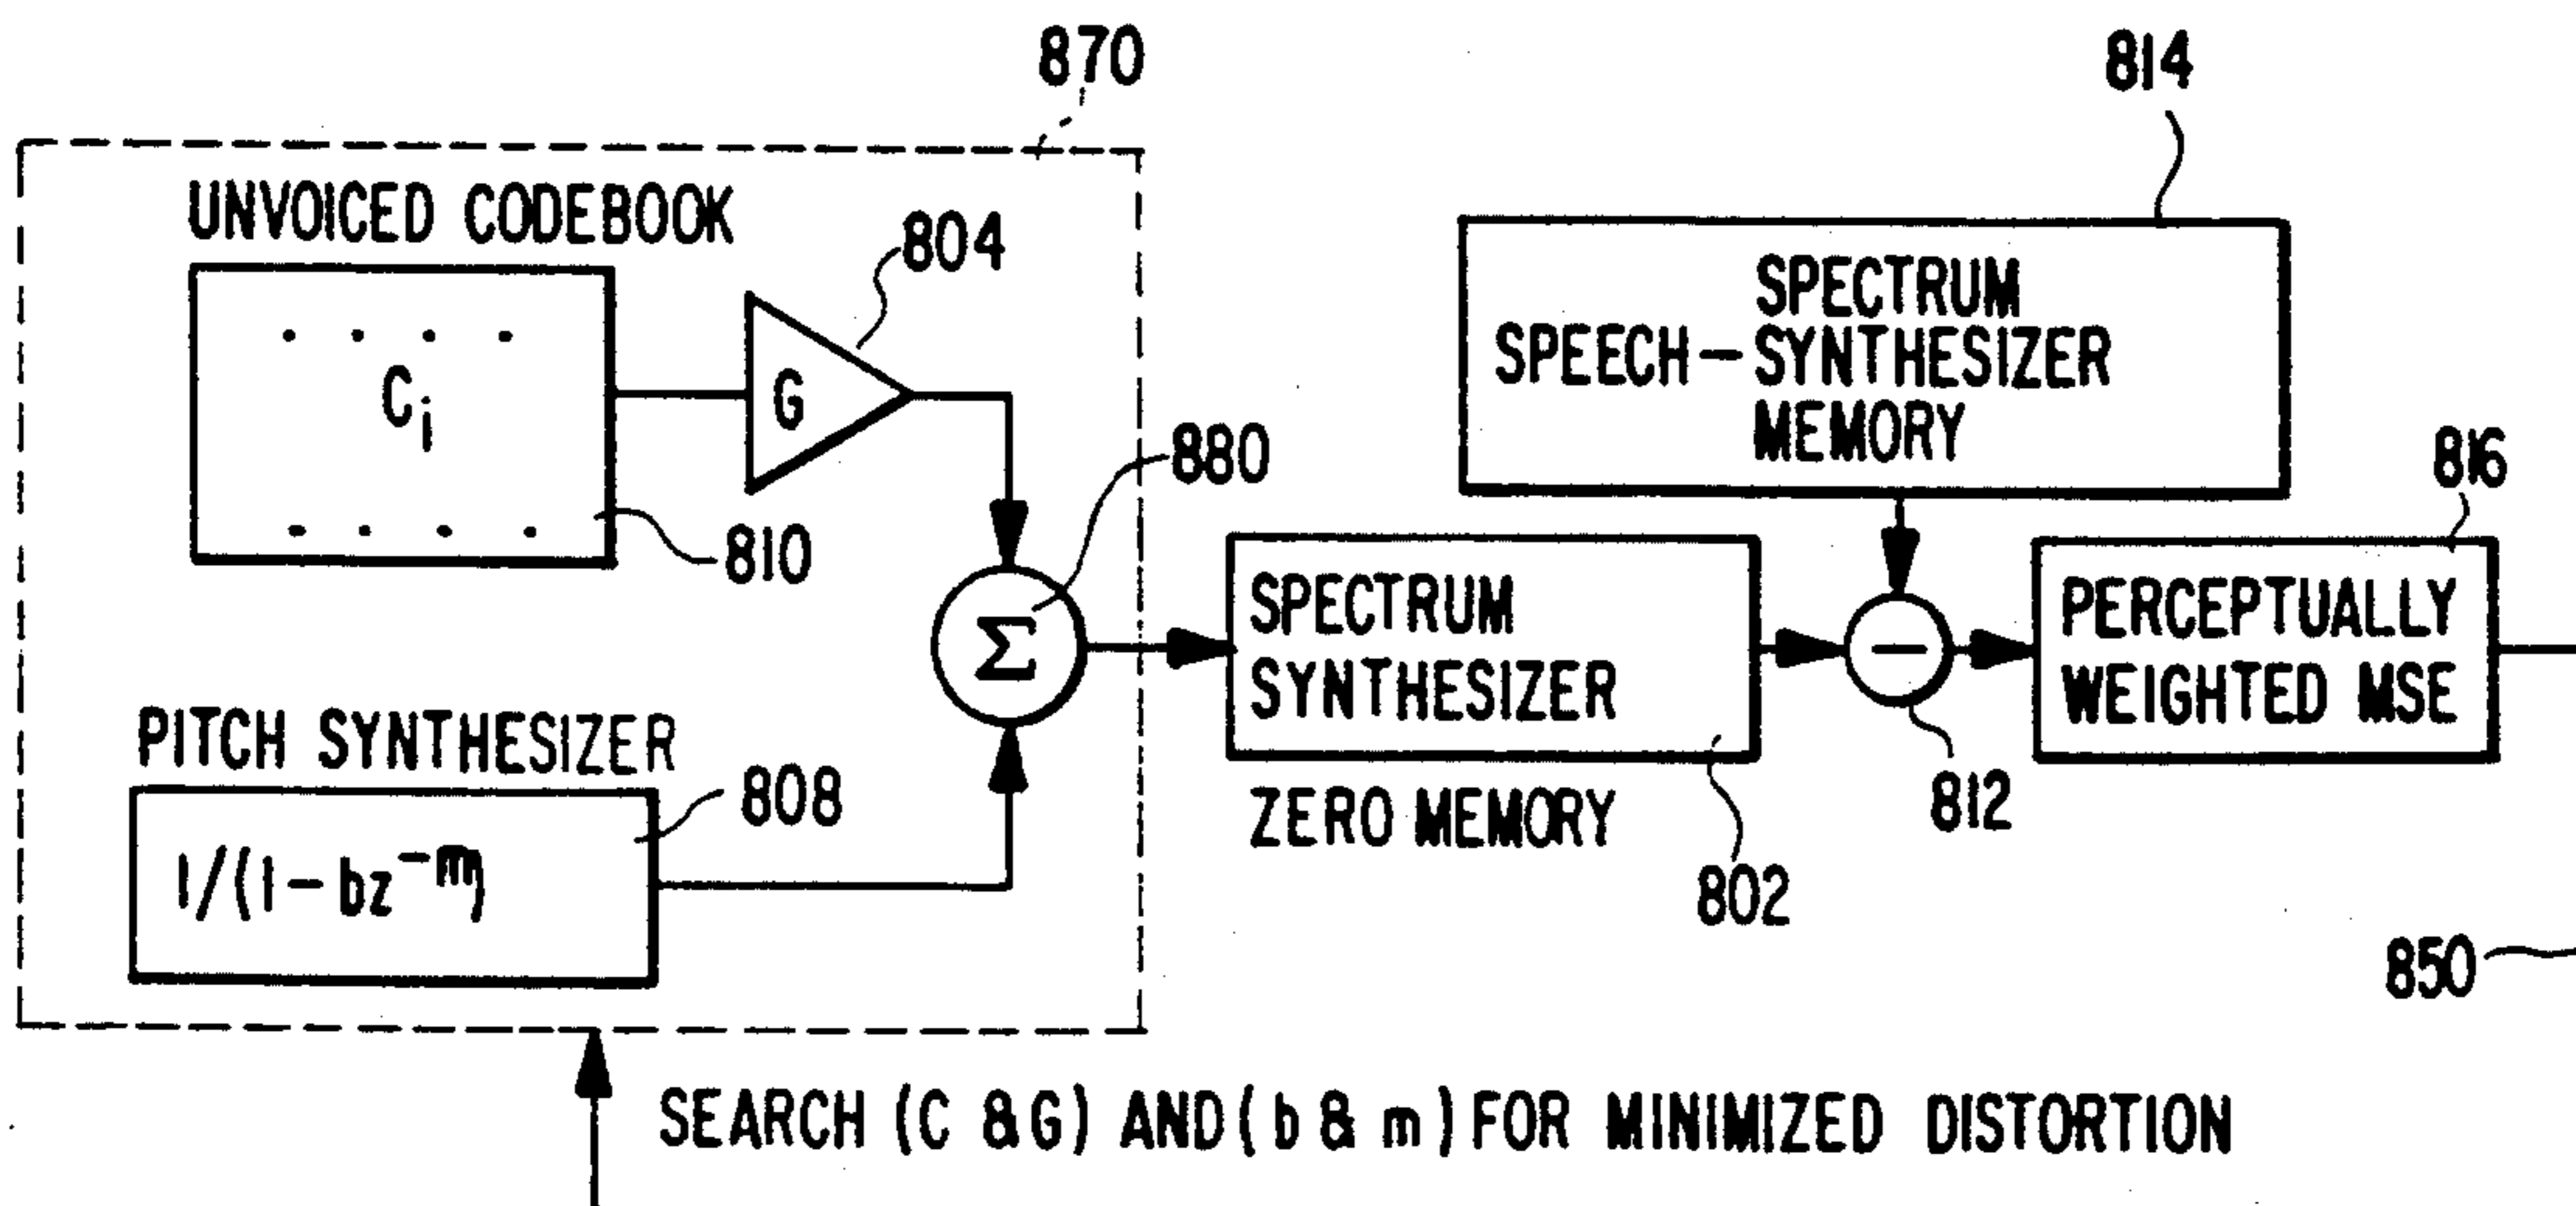 870
814
UNVOICED CODEBOOK
804
SPECTRUM
SPEECH - SYNTHESIZER
MEMORY
C_i
G
880
816
810
SPECTRUM
SYNTHESIZER
PERCEPTUALLY
WEIGHTED MSE
Σ
PITCH SYNTHESIZER
808
ZERO MEMORY
812
1/(1-bz^-m)
802
850
SEARCH (C & G) AND (b & m) FOR MINIMIZED DISTORTION